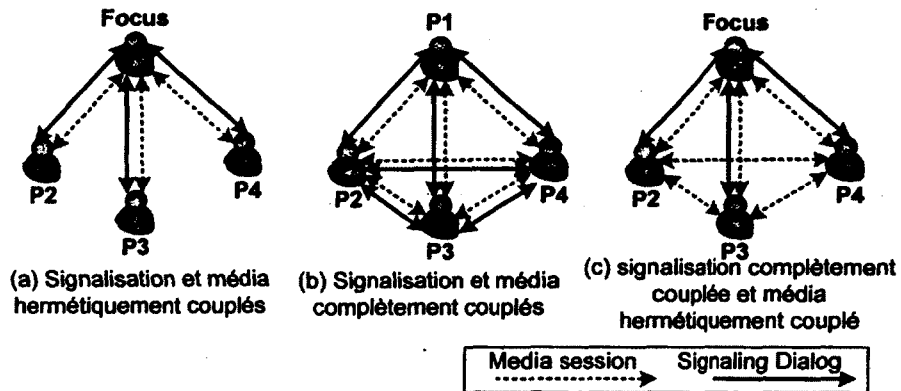 Focus
P2
P3
P4
(a) Signalisation et média
hermétiquement couplés
P1
P2
P3
P4
(b) Signalisation et média
complètement couplés
Focus
P2
P3
P4
(c) signalisation complètement
couplée et média
hermétiquement couplé
Media session
Signaling Dialog